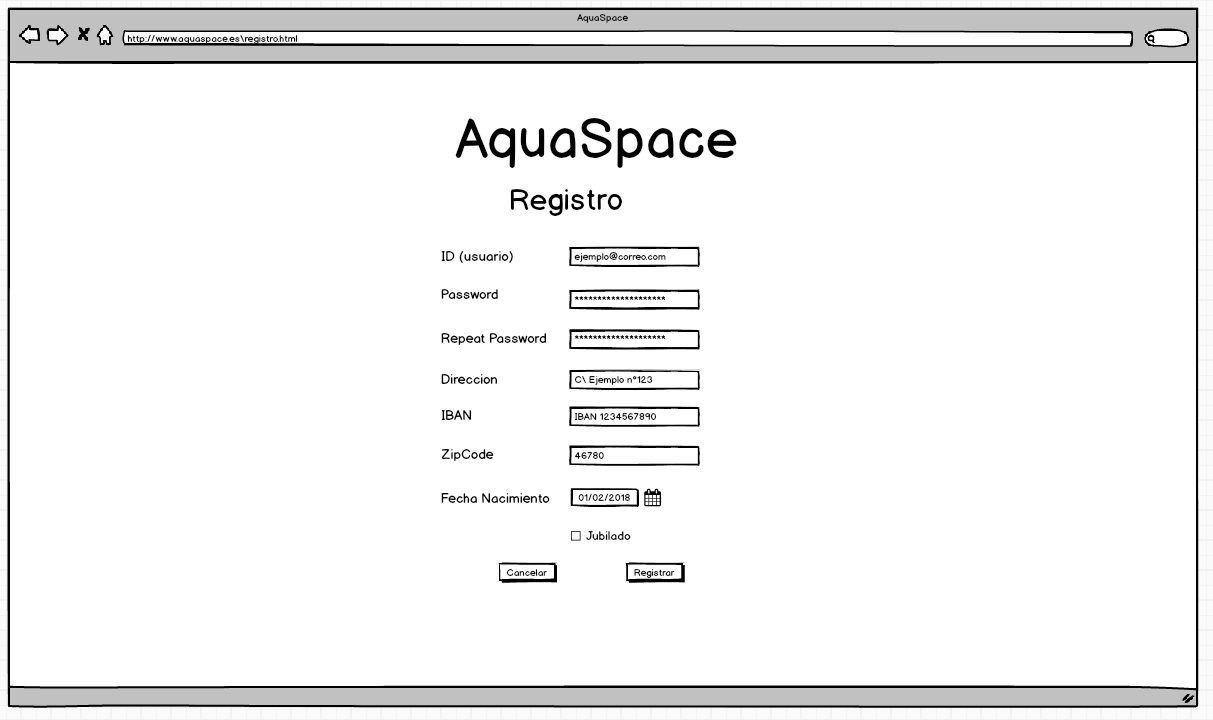 AquaSpace
http://www.aquaspace.es\registro.html
AquaSpace
Registro
ID (usuario) ejemplo@correo.com
Password ********************
Repeat Password ********************
Direccion C\ Ejemplo nº123
IBAN IBAN 1234567890
ZipCode 46780
Fecha Nacimiento 01/02/2018
Jubilado
Cancelar Registrar